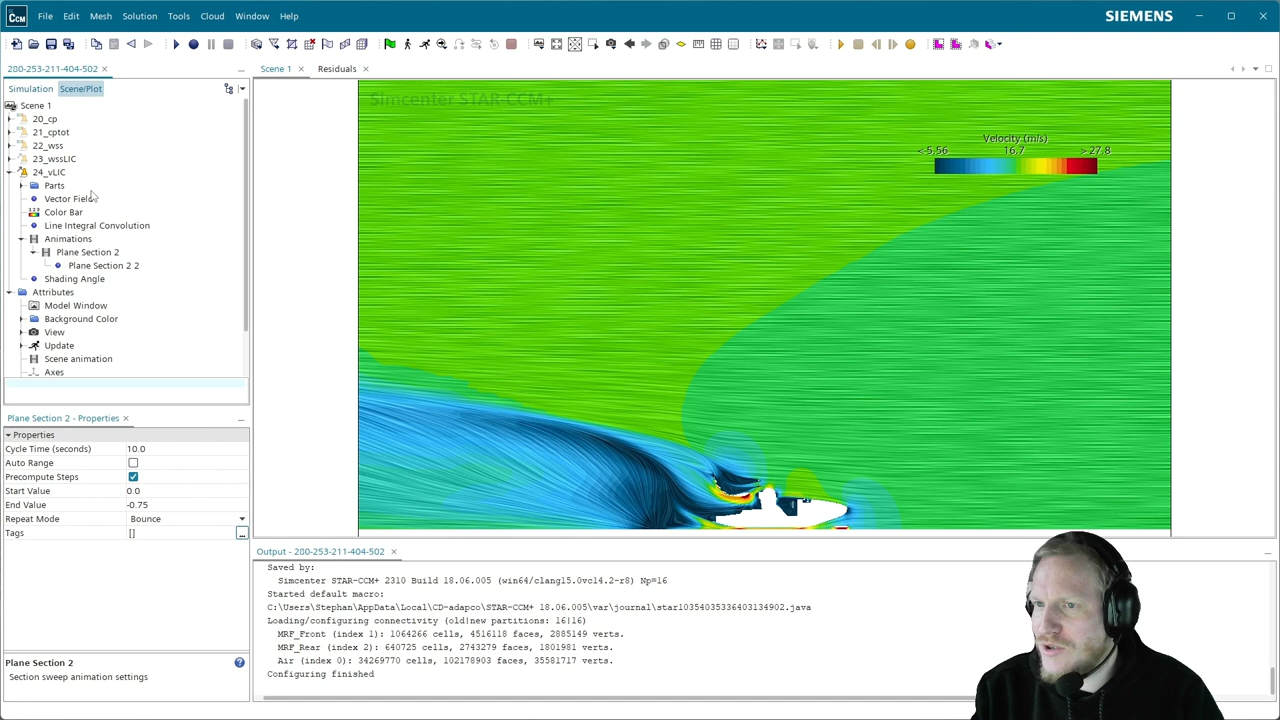 CCM File Edit Mesh Solution Tools Cloud Window Help SIEMENS
280-253-211-404-502
Scene 1 Residuals
Simulation Scene/Plot
Scene 1
20_cp
21_cptot
22_wss
23_wssLIC
24_vLIC
Parts
Vector Field
Color Bar
Line Integral Convolution
Animations
Plane Section 2
Plane Section 2 2
Shading Angle
Attributes
Model Window
Background Color
View
Update
Scene animation
Axes
Simcenter STAR-CCM+
Velocity (m/s)
<5.56 16.7 >27.8
Plane Section 2 - Properties
Properties
Cycle Time (seconds) 10.0
Auto Range
Precompute Steps
Start Value 0.0
End Value -0.75
Repeat Mode Bounce
Tags []
Plane Section 2
Section sweep animation settings
Output - 280-253-211-404-502
Saved by:
Simcenter STAR-CCM+ 2310 Build 18.06.005 (win64/clang15.0vc14.2-r8) Np=16
Started default macro:
C:\Users\Stephan\AppData\Local\CD-adapco\STAR-CCM+ 18.06.005\var\journal\star10354035336403134902.java
Loading/configuring connectivity (old|new partitions: 16|16)
MRF_Front (index 1): 1064266 cells, 4516118 faces, 2885149 verts.
MRF_Rear (index 2): 640725 cells, 2743279 faces, 1801981 verts.
Air (index 0): 34269770 cells, 102178903 faces, 35581717 verts.
Configuring finished